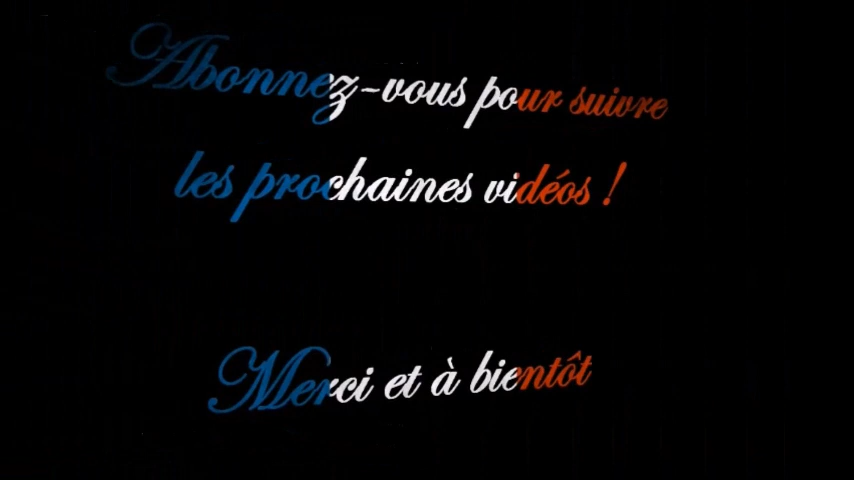 Abonnez-vous pour suivre
les prochaines vidéos !
Merci et à bientôt